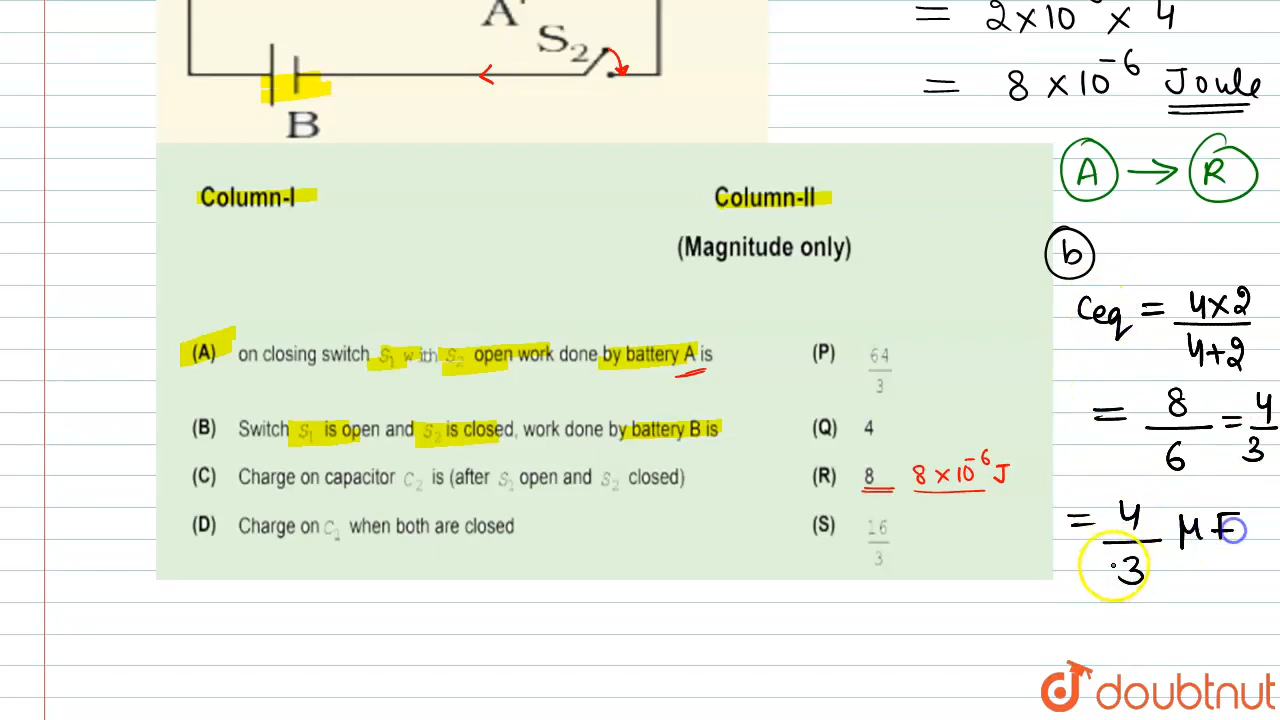 A
S₂
B
= 2×10 × 4
= 8×10⁻⁶ Joule
A → R
Column-I Column-II
(Magnitude only)
(A) on closing switch S₁ with S₂ open work done by battery A is (P) 64/3
(B) Switch S₁ is open and S₂ is closed, work done by battery B is (Q) 4
(C) Charge on capacitor C₂ is (after S₁ open and S₂ closed) (R) 8 8×10⁻⁶ J
(D) Charge on C₁ when both are closed (S) 16/3
b
Ceq = 4×2/4+2
= 8/6 = 4/3
= 4/3 μF
doubtnut